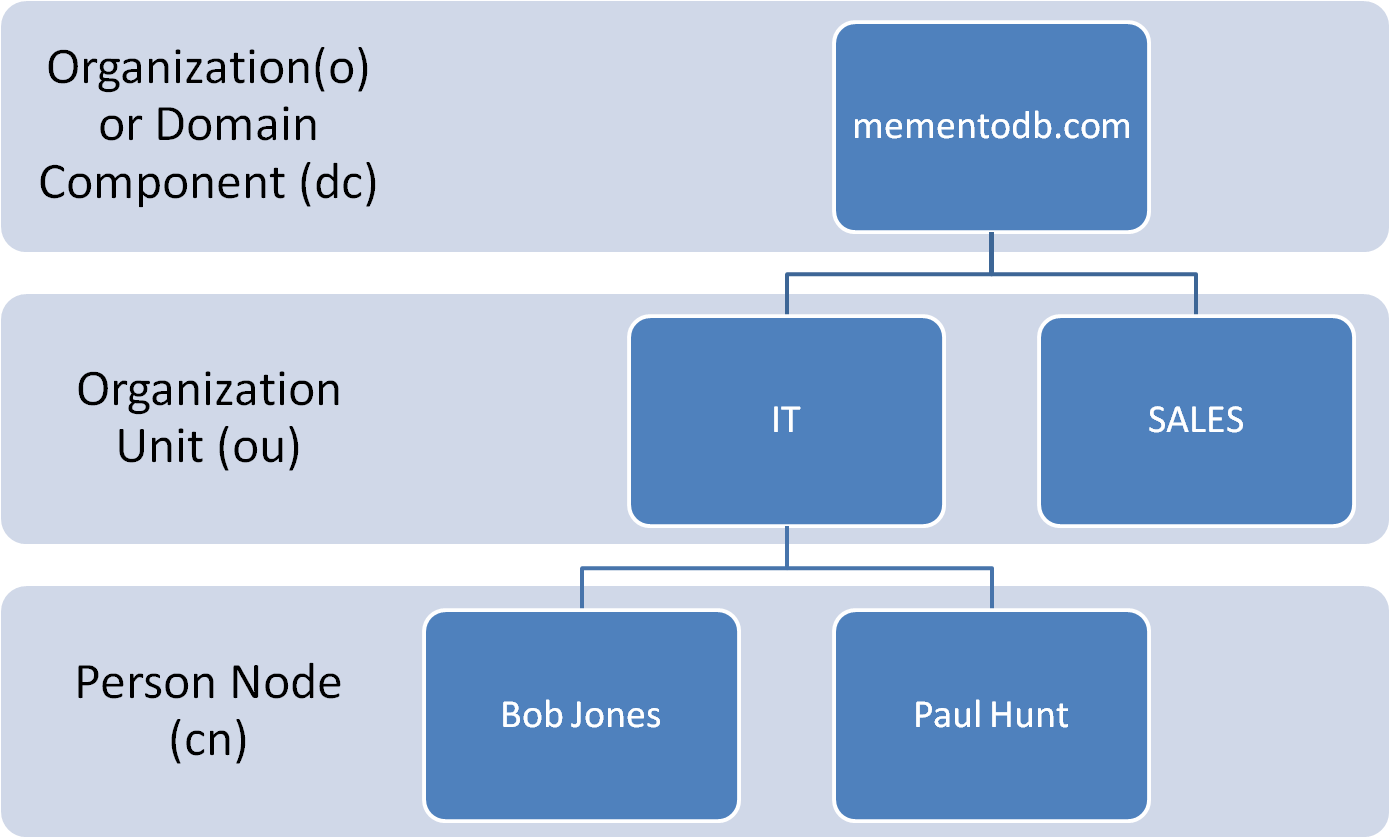 Organization(o)
or Domain
Component (dc)
mementodb.com
Organization
Unit (ou)
IT
SALES
Person Node
(cn)
Bob Jones
Paul Hunt